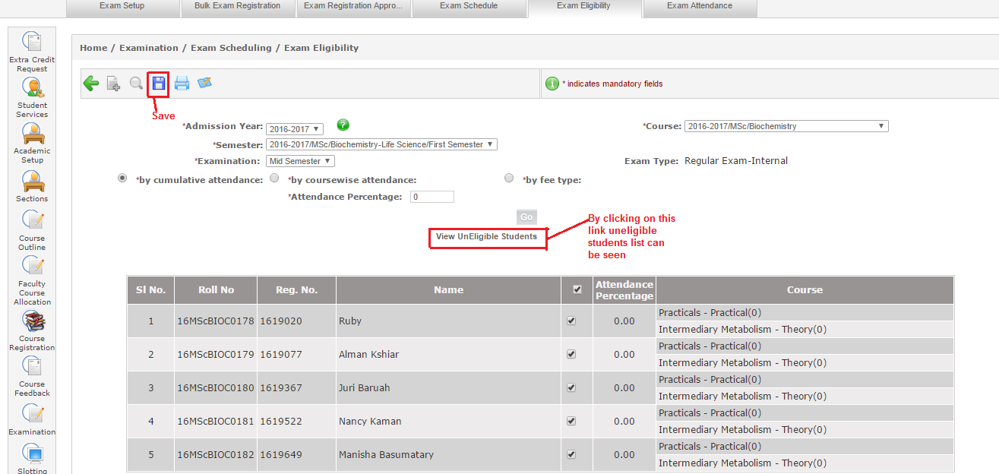 Exam Setup
Bulk Exam Registration
Exam Registration Appro...
Exam Schedule
Exam Eligibility
Exam Attendance
Extra Credit
Request
Student
Services
Academic
Setup
Sections
Course
Outline
Faculty
Course
Allocation
Course
Registration
Course
Feedback
Examination
Slotting
Home / Examination / Exam Scheduling / Exam Eligibility
* indicates mandatory fields
Save
*Admission Year: 2016-2017
*Course: 2016-2017/MSc/Biochemistry
*Semester: 2016-2017/MSc/Biochemistry-Life Science/First Semester
*Examination: Mid Semester
Exam Type: Regular Exam-Internal
*by cumulative attendance:
*by coursewise attendance:
*by fee type:
*Attendance Percentage: 0
Go
View UnEligible Students
By clicking on this
link uneligible
students list can
be seen
Sl No. Roll No Reg. No. Name Attendance Percentage Course
1 16MScBIOC0178 1619020 Ruby 0.00 Practicals - Practical(0)
Intermediary Metabolism - Theory(0)
2 16MScBIOC0179 1619077 Alman Kshiar 0.00 Practicals - Practical(0)
Intermediary Metabolism - Theory(0)
3 16MScBIOC0180 1619367 Juri Baruah 0.00 Practicals - Practical(0)
Intermediary Metabolism - Theory(0)
4 16MScBIOC0181 1619522 Nancy Kaman 0.00 Practicals - Practical(0)
Intermediary Metabolism - Theory(0)
5 16MScBIOC0182 1619649 Manisha Basumatary 0.00 Practicals - Practical(0)
Intermediary Metabolism - Theory(0)